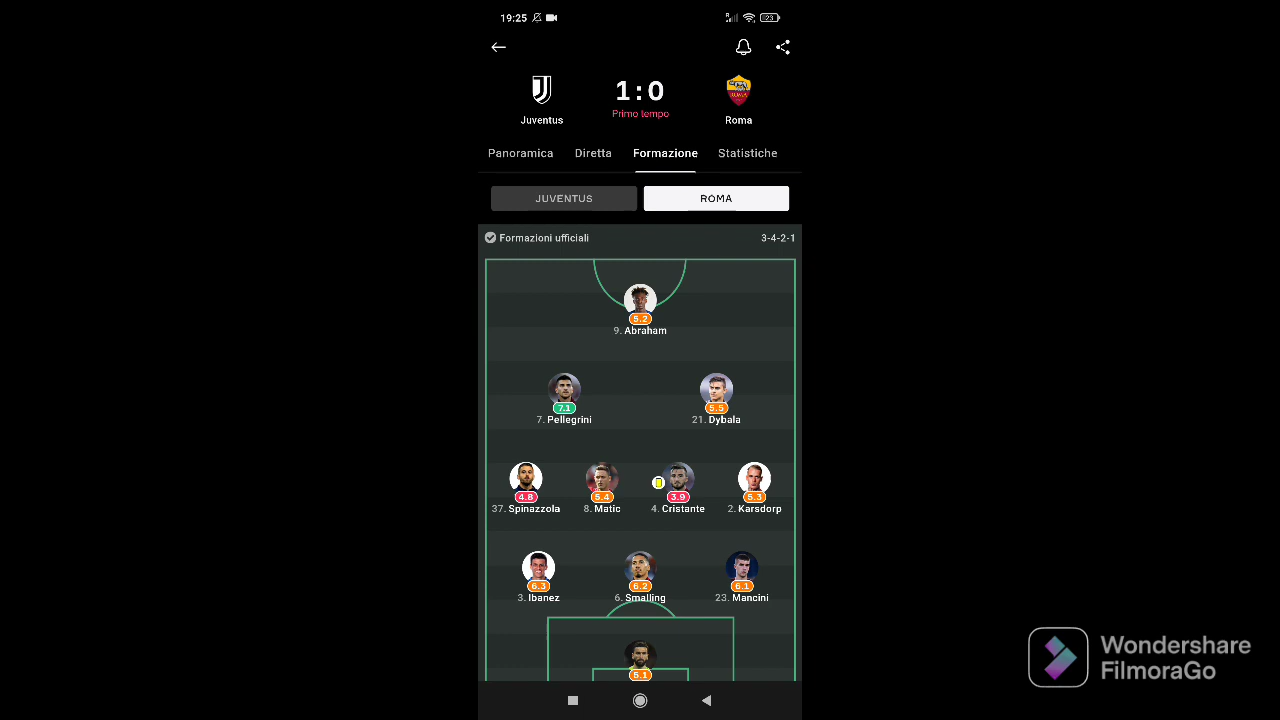 19:25
23
Juventus
1 : 0
Primo tempo
ROMA
Roma
Panoramica Diretta Formazione Statistiche
JUVENTUS ROMA
Formazioni ufficiali 3-4-2-1
5.2
9. Abraham
7.1 5.5
7. Pellegrini 21. Dybala
4.8 5.4 3.9 5.3
37. Spinazzola 8. Matic 4. Cristante 2. Karsdorp
6.3 6.2 6.1
3. Ibanez 6. Smalling 23. Mancini
5.1
Wondershare
FilmoraGo